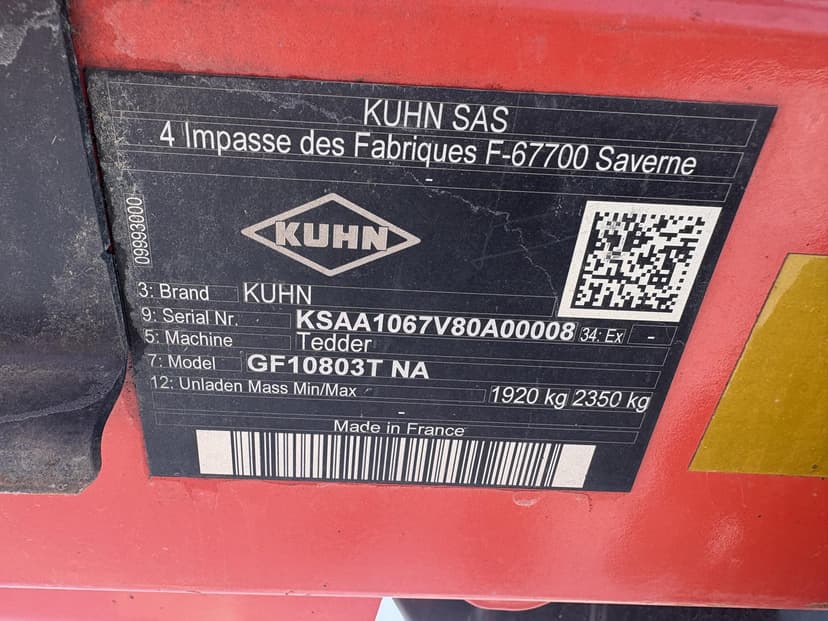 KUHN SAS
4 Impasse des Fabriques F-67700 Saverne
-
09993000
KUHN
3: Brand KUHN
9: Serial Nr. KSAA1067V80A00008 34: Ex -
5: Machine Tedder
7: Model GF10803T NA
12: Unladen Mass Min/Max 1920 kg 2350 kg
-
Made in France